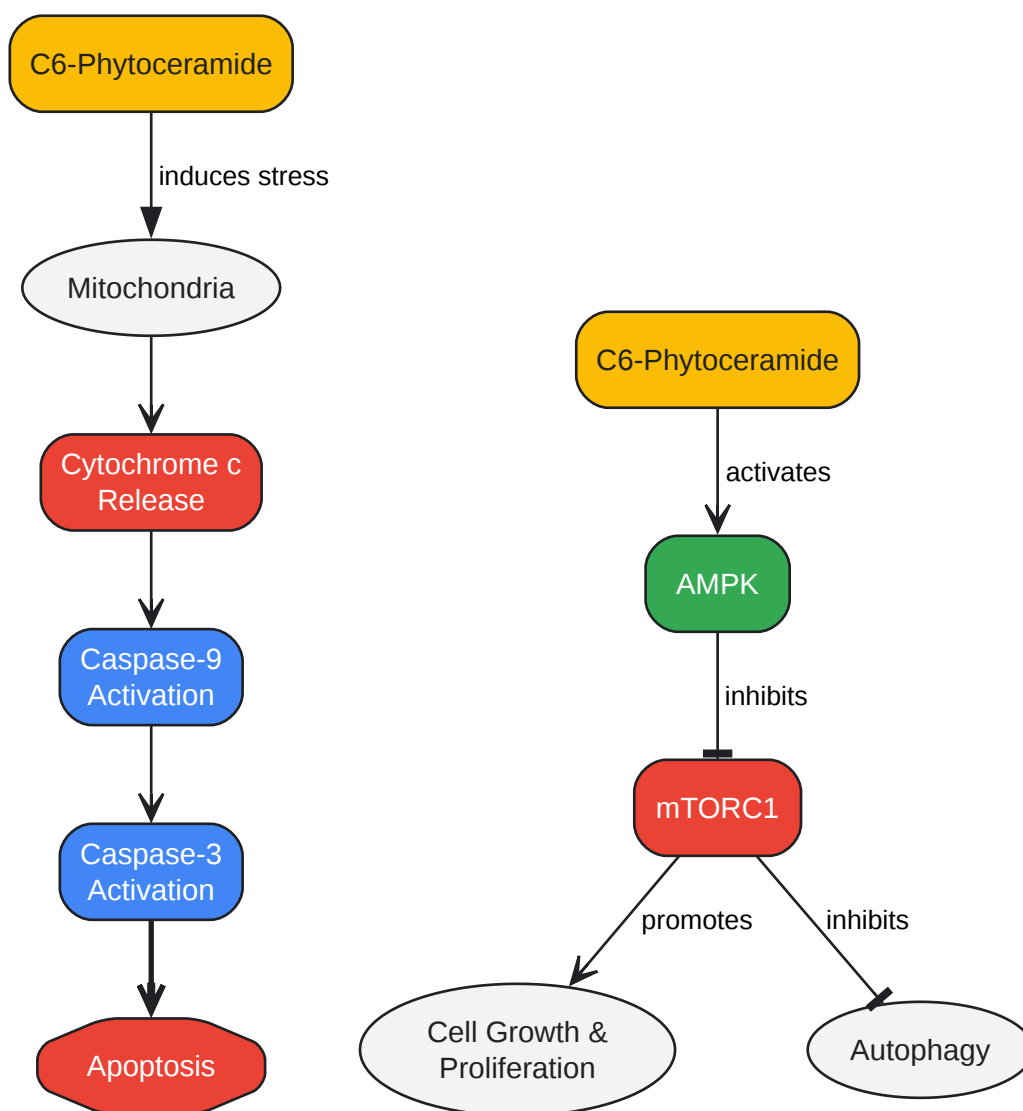 C6-Phytoceramide
induces stress
Mitochondria
Cytochrome c
Release
Caspase-9
Activation
Caspase-3
Activation
Apoptosis
C6-Phytoceramide
activates
AMPK
inhibits
mTORC1
promotes
inhibits
Cell Growth &
Proliferation
Autophagy